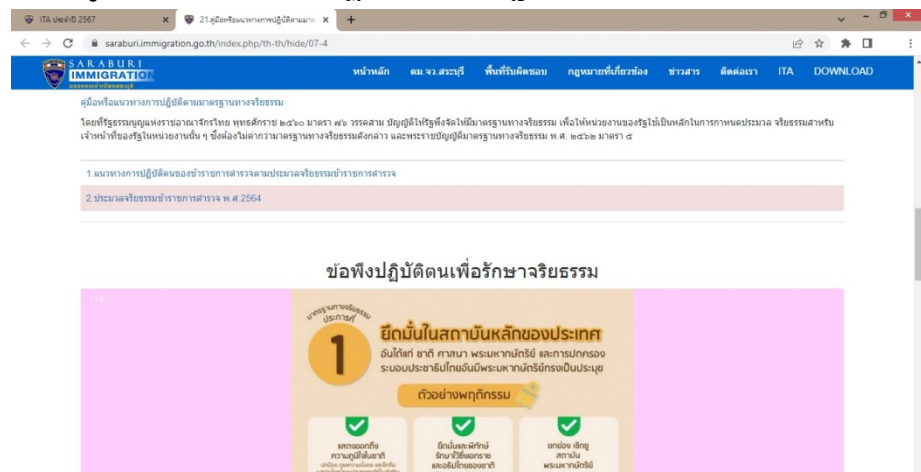 ITA ประจำปี 2567
21.คู่มือหรือแนวทางการปฏิบัติตามมาตร
saraburi.immigration.go.th/index.php/th-th/hide/07-4
SARABURI
IMMIGRATION
หน้าหลัก ตม.จว.สระบุรี พื้นที่รับผิดชอบ กฎหมายที่เกี่ยวข้อง ข่าวสาร ติดต่อเรา ITA DOWNLOAD
คู่มือหรือแนวทางการปฏิบัติตามมาตรฐานทางจริยธรรม
โดยที่รัฐธรรมนูญแห่งราชอาณาจักรไทย พุทธศักราช ๒๕๖๐ มาตรา ๗๖ วรรคสาม บัญญัติให้รัฐพึงจัดให้มีมาตรฐานทางจริยธรรม เพื่อให้หน่วยงานของรัฐใช้เป็นหลักในการกำหนดประมวล จริยธรรมสำหรับ
เจ้าหน้าที่ของรัฐในหน่วยงานนั้น ๆ ซึ่งต้องไม่ต่ำกว่ามาตรฐานทางจริยธรรมดังกล่าว และพระราชบัญญัติมาตรฐานทางจริยธรรม พ.ศ. ๒๕๖๒ มาตรา ๕
1.แนวทางการปฏิบัติตนของข้าราชการตำรวจตามประมวลจริยธรรมข้าราชการตำรวจ
2.ประมวลจริยธรรมข้าราชการตำรวจ พ.ศ.2564
ข้อพึงปฏิบัติตนเพื่อรักษาจริยธรรม
มาตรฐานทางจริยธรรม
ประการที่
1
ยึดมั่นในสถาบันหลักของประเทศ
อันได้แก่ ชาติ ศาสนา พระมหากษัตริย์ และการปกครอง
ระบอบประชาธิปไตยอันมีพระมหากษัตริย์ทรงเป็นประมุข
ตัวอย่างพฤติกรรม
แสดงออกถึง
ความภูมิใจในชาติ
ยึดมั่นและพิทักษ์
รักษาไว้ซึ่งเอกราช
และอธิปไตยของชาติ
ยกย่อง เชิดชู
สถาบัน
พระมหากษัตริย์